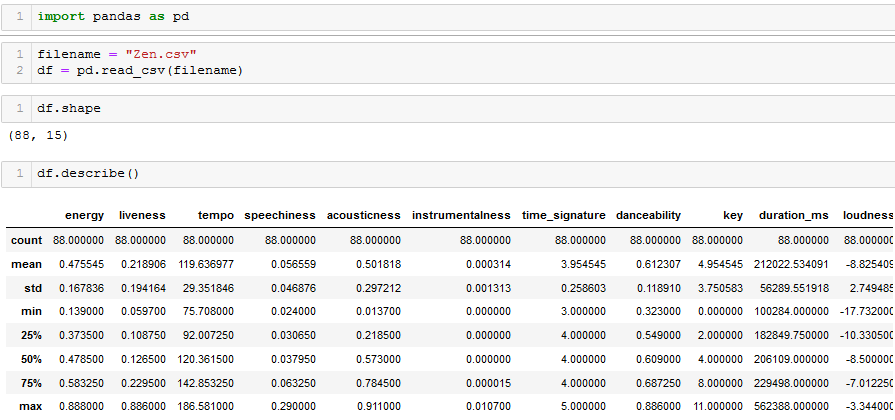 1 import pandas as pd
1 filename = "Zen.csv"
2 df = pd.read_csv(filename)
1 df.shape
(88, 15)
1 df.describe()
energy liveness tempo speechiness acousticness instrumentalness time_signature danceability key duration_ms loudness
count 88.000000 88.000000 88.000000 88.000000 88.000000 88.000000 88.000000 88.000000 88.000000 88.000000 88.000000
mean 0.475545 0.218906 119.636977 0.056559 0.501818 0.000314 3.954545 0.612307 4.954545 212022.534091 -8.825409
std 0.167836 0.194164 29.351846 0.046876 0.297212 0.001313 0.258603 0.118910 3.750583 56289.551918 2.749485
min 0.139000 0.059700 75.708000 0.024000 0.013700 0.000000 3.000000 0.323000 0.000000 100284.000000 -17.732000
25% 0.373500 0.108750 92.007250 0.030650 0.218500 0.000000 4.000000 0.549000 2.000000 182849.750000 -10.330500
50% 0.478500 0.126500 120.361500 0.037950 0.573000 0.000000 4.000000 0.609000 4.000000 206109.000000 -8.500000
75% 0.583250 0.229500 142.853250 0.063250 0.784500 0.000015 4.000000 0.687250 8.000000 229498.000000 -7.012250
max 0.888000 0.886000 186.581000 0.290000 0.911000 0.010700 5.000000 0.886000 11.000000 562388.000000 -3.344000